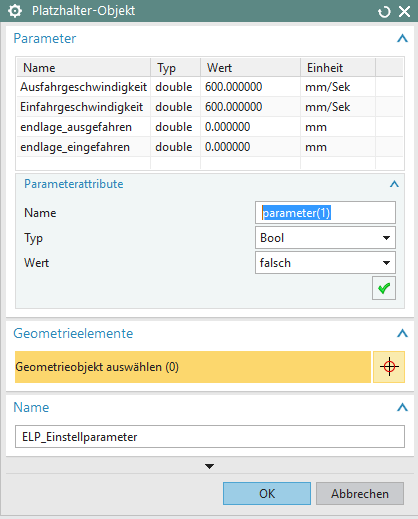 Platzhalter-Objekt
Parameter
Name Typ Wert Einheit
Ausfahrgeschwindigkeit double 600.000000 mm/Sek
Einfahrgeschwindigkeit double 600.000000 mm/Sek
endlage_ausgefahren double 0.000000 mm
endlage_eingefahren double 0.000000 mm
Parameterattribute
Name parameter(1)
Typ Bool
Wert falsch
Geometrieelemente
Geometrieobjekt auswählen (0)
Name
ELP_Einstellparameter
OK Abbrechen